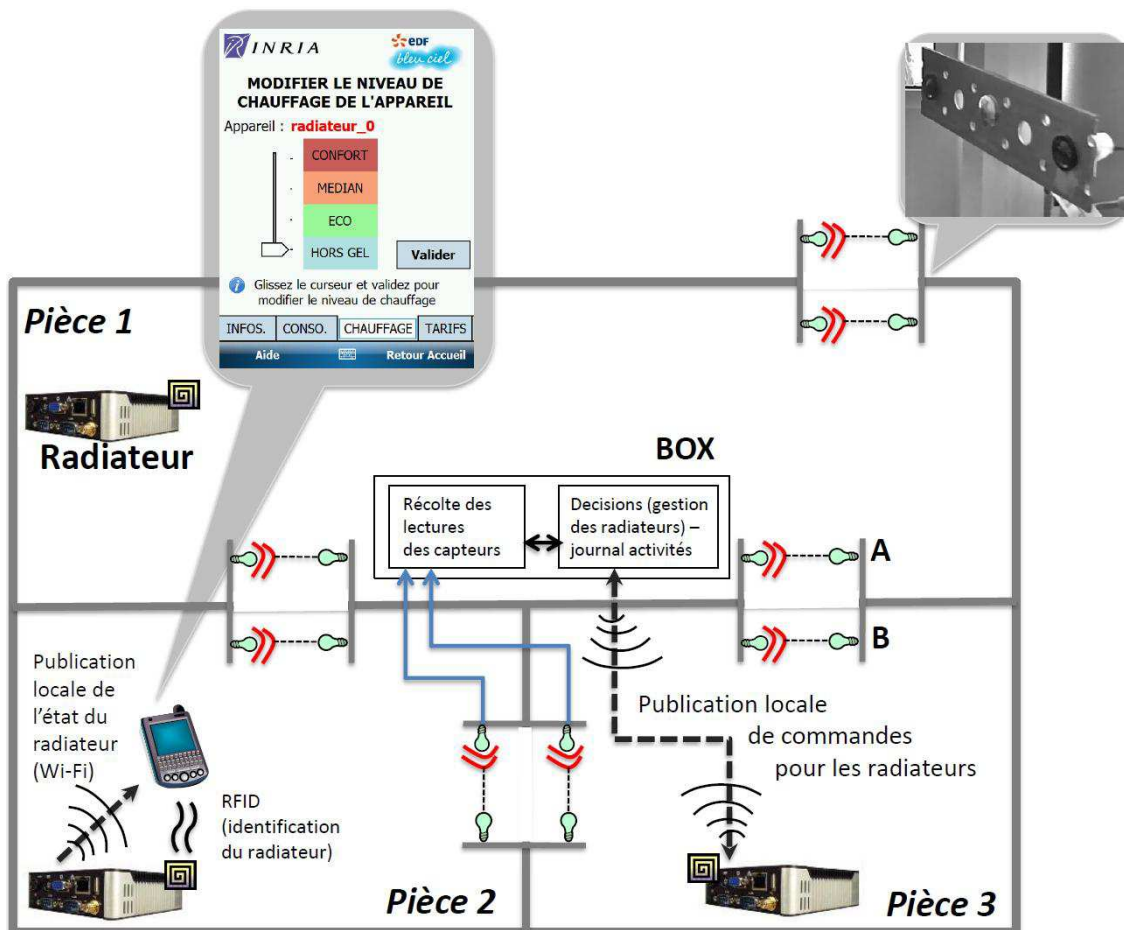 INRIA
eDF
bleu ciel
MODIFIER LE NIVEAU DE
CHAUFFAGE DE L'APPAREIL
Appareil : radiateur_0
CONFORT
MEDIAN
ECO
HORS GEL
Valider
Glissez le curseur et validez pour
modifier le niveau de chauffage
INFOS. CONSO. CHAUFFAGE TARIFS
Aide Retour Accueil
Pièce 1
Radiateur
BOX
Récolte des
lectures
des capteurs
Decisions (gestion
des radiateurs) –
journal activités
A
B
Publication
locale de
l'état du
radiateur
(Wi-Fi)
RFID
(identification
du radiateur)
Publication locale
de commandes
pour les radiateurs
Pièce 2
Pièce 3